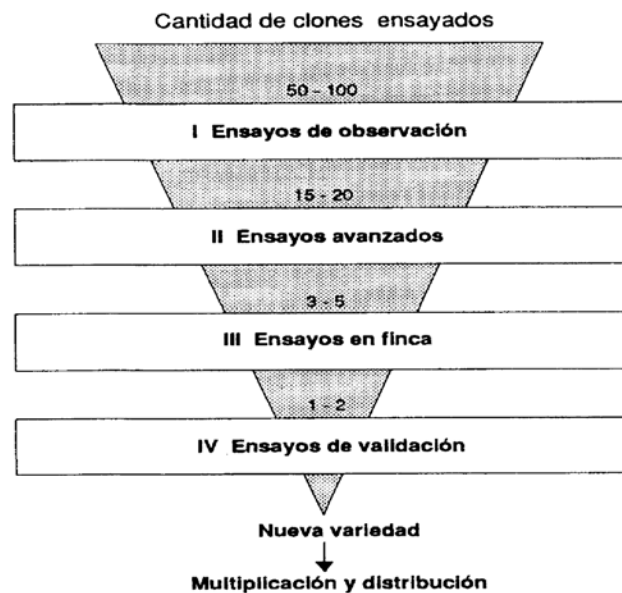 Cantidad de clones ensayados
50 - 100
I Ensayos de observación
15 - 20
II Ensayos avanzados
3 - 5
III Ensayos en finca
1 - 2
IV Ensayos de validación
Nueva variedad
Multiplicación y distribución